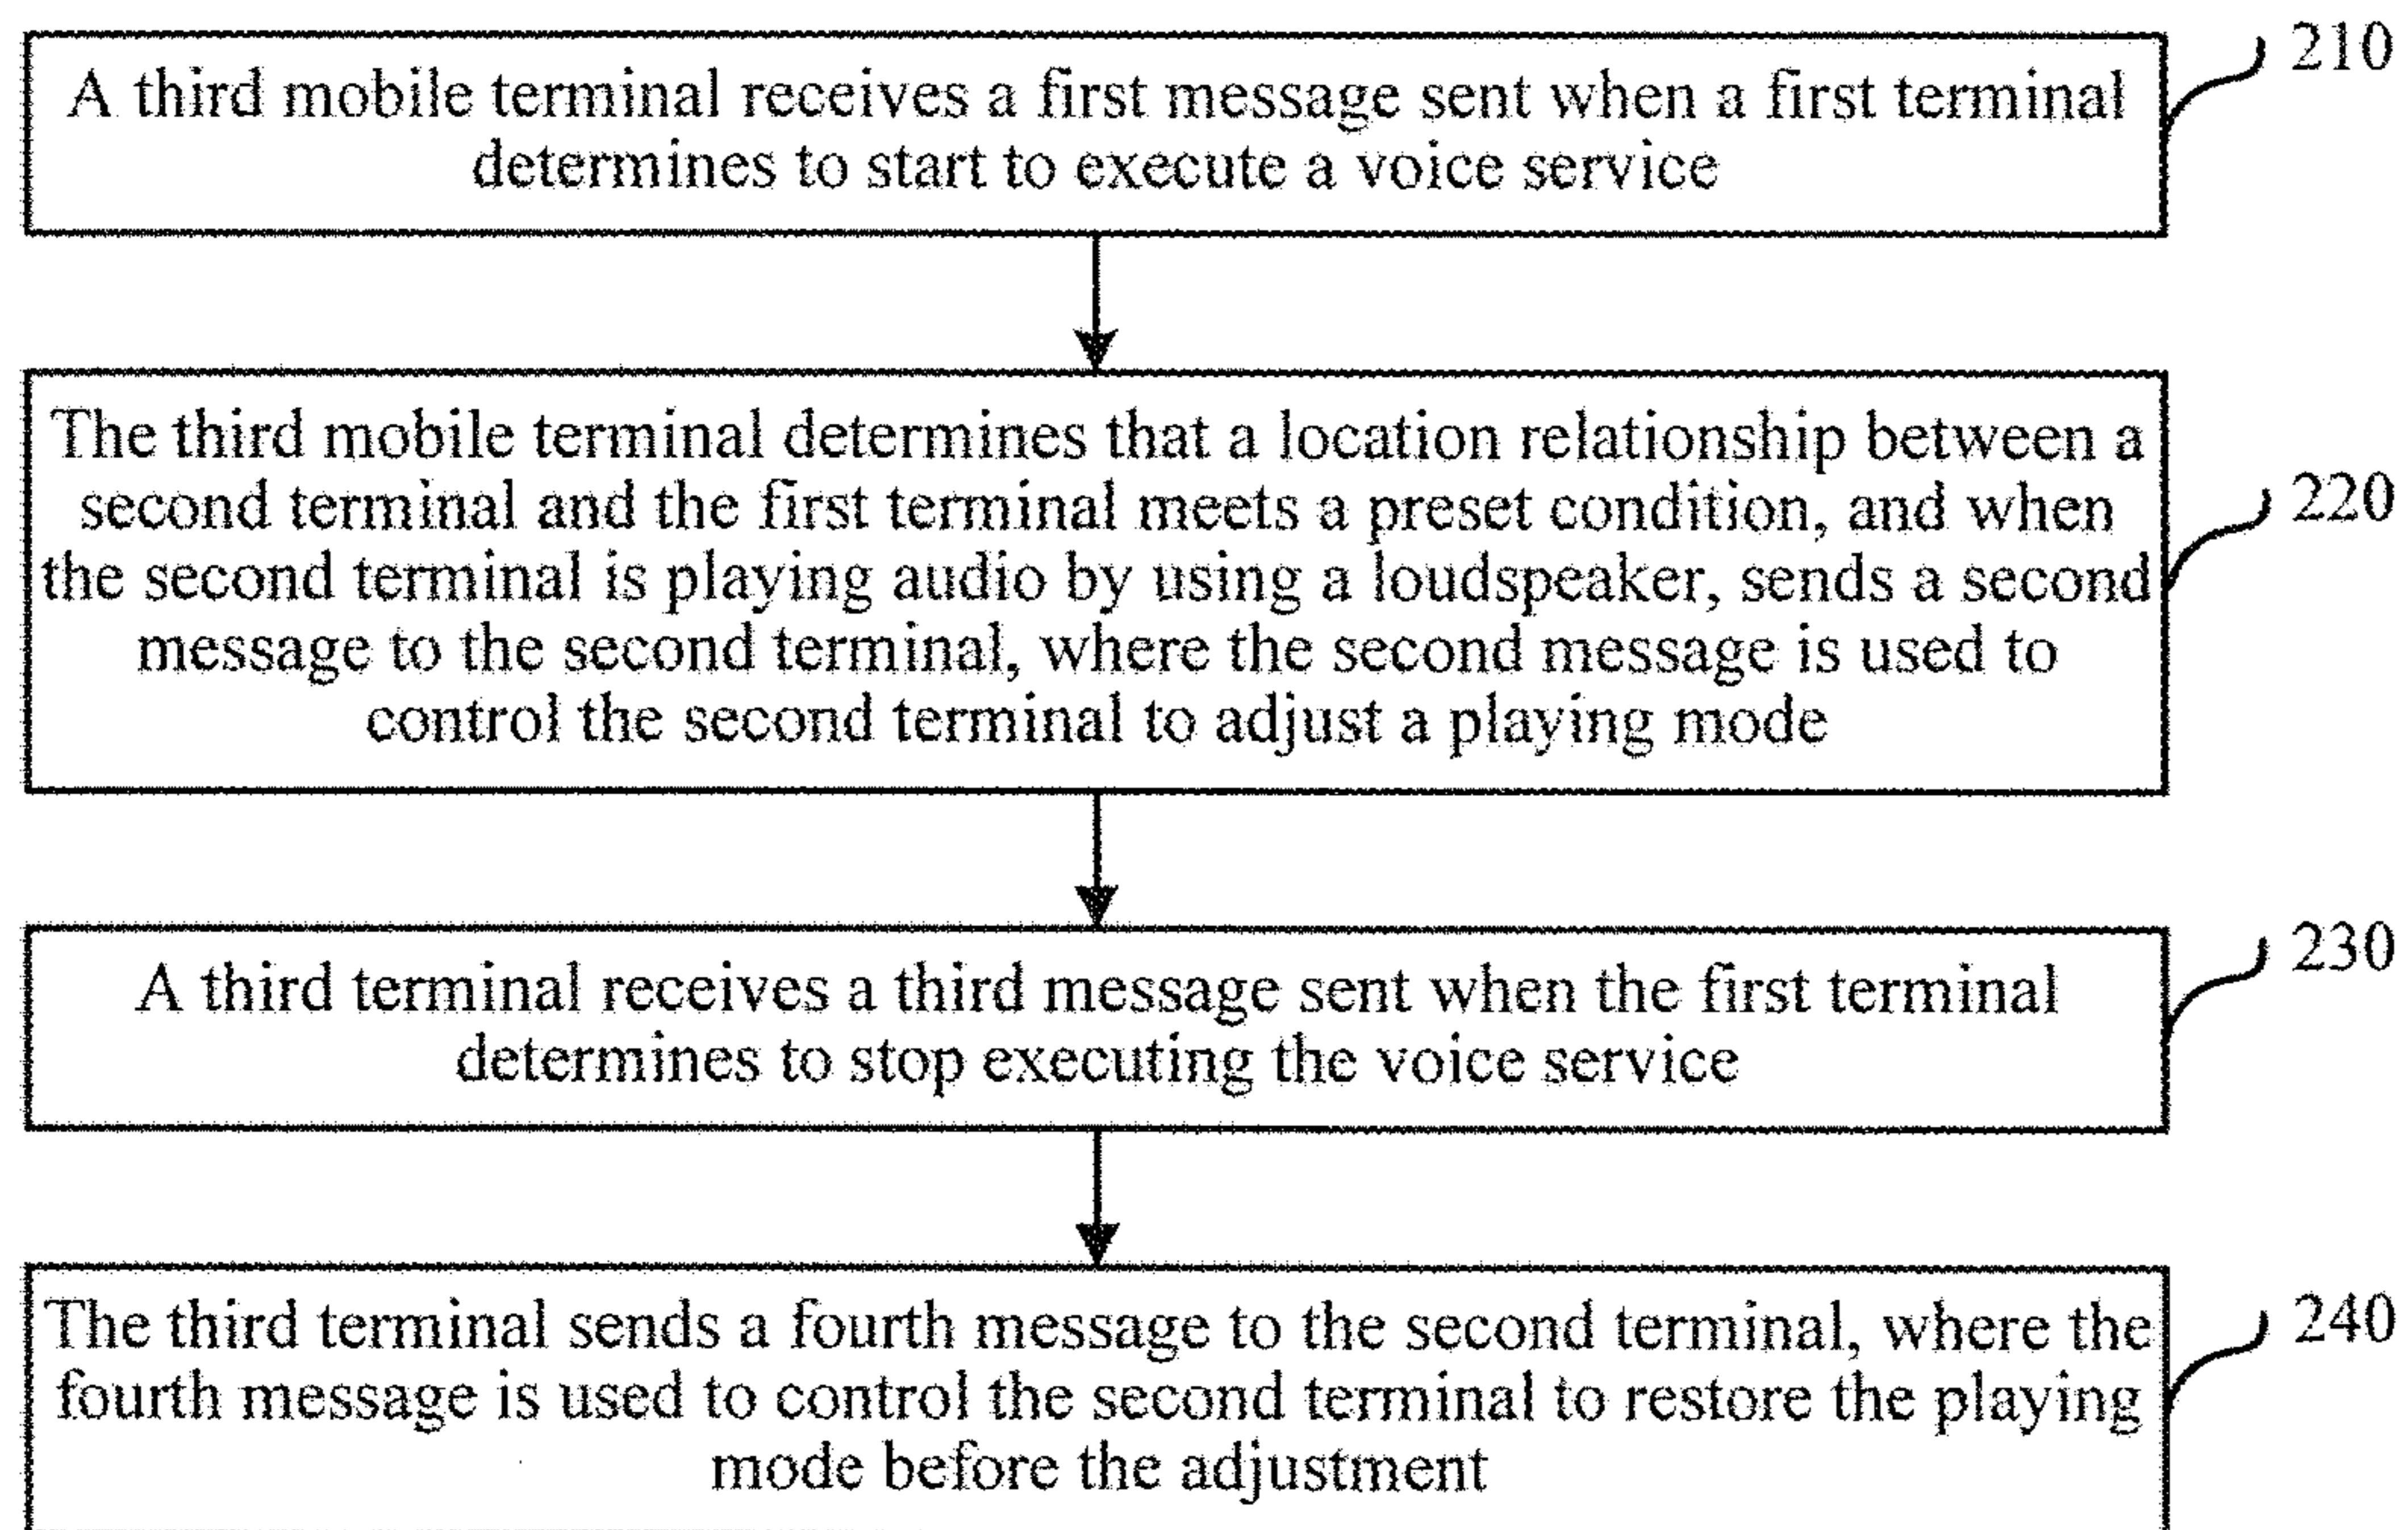 210
A third mobile terminal receives a first message sent when a first terminal
determines to start to execute a voice service
The third mobile terminal determines that a location relationship between a
second terminal and the first terminal meets a preset condition, and when
220
the second terminal is playing audio by using a loudspeaker, sends a second
message to the second terminal, where the second message is used to
control the second terminal to adjust a playing mode
230
A third terminal receives a third message sent when the first terminal
determines to stop executing the voice service
240
The third terminal sends a fourth message to the second terminal, where the
fourth message is used to control the second terminal to restore the playing
mode before the adjustment